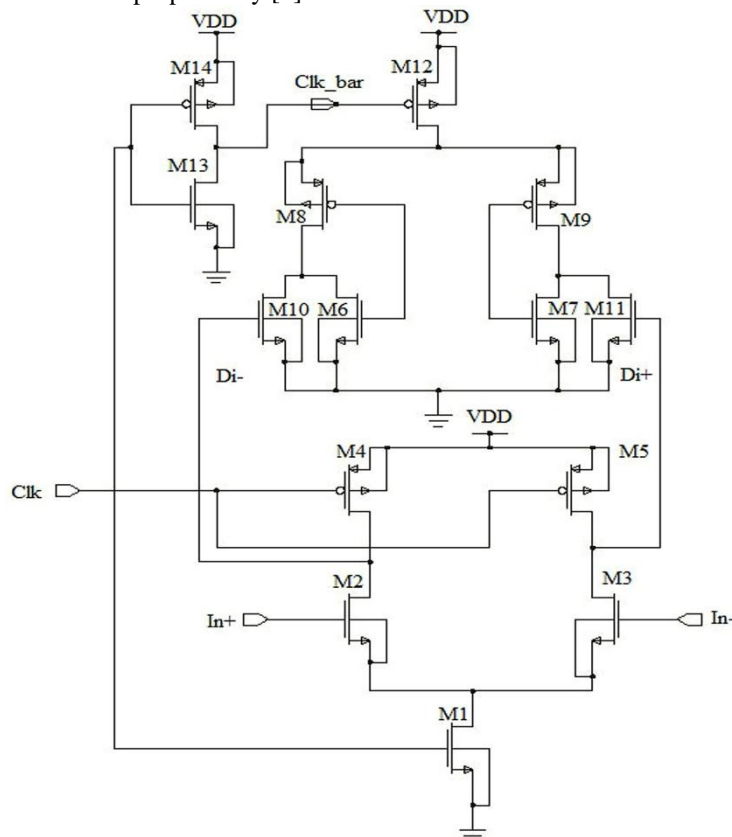 VDD
VDD
M14
M12
Clk_bar
M13
M8
M9
M10
M6
M7
M11
Di-
Di+
VDD
M4
M5
Clk
M2
M3
In+
In-
M1